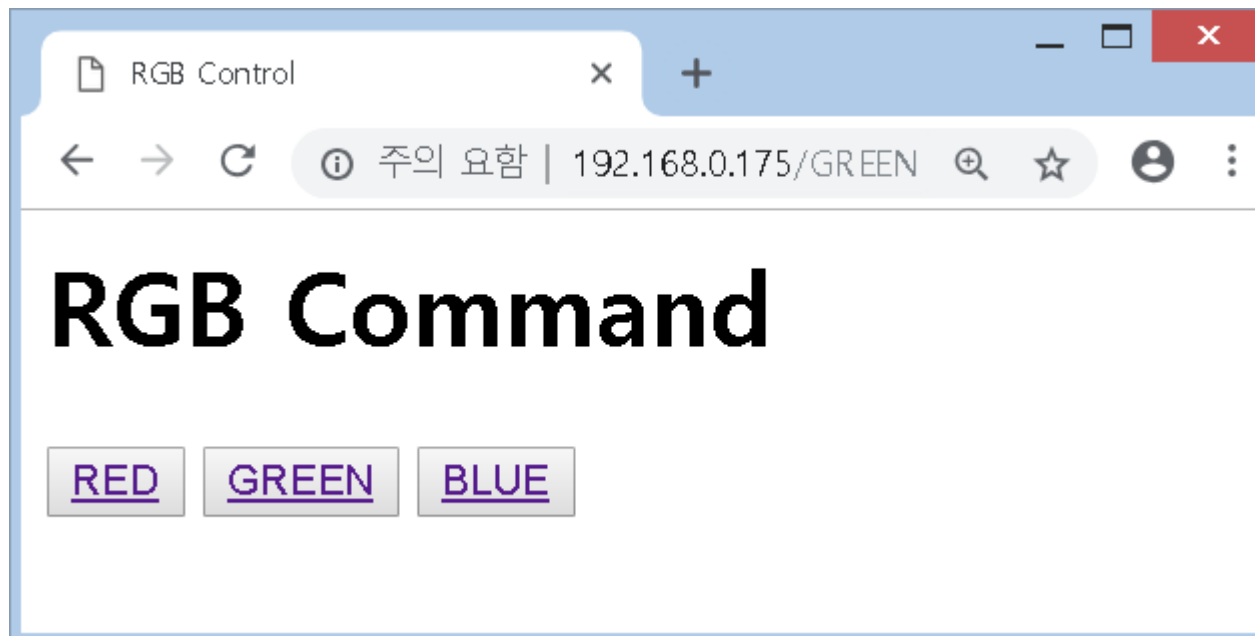 RGB Control
주의 요함 | 192.168.0.175/GREEN
RGB Command
RED GREEN BLUE